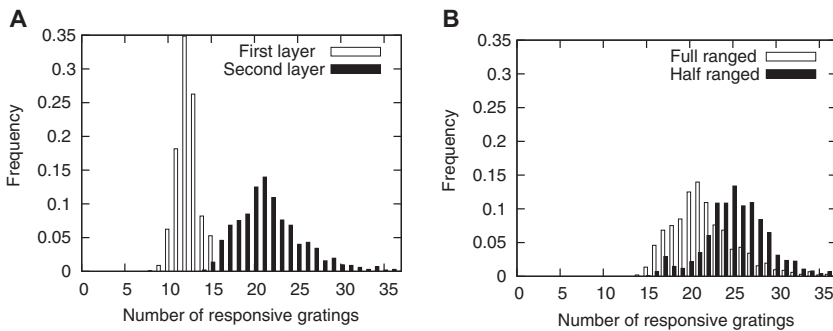 A
0.35
0.3
0.25
0.2
0.15
0.1
0.05
0
Frequency
First layer
Second layer
0 5 10 15 20 25 30 35
Number of responsive gratings
B
0.35
0.3
0.25
0.2
0.15
0.1
0.05
0
Frequency
Full ranged
Half ranged
0 5 10 15 20 25 30 35
Number of responsive gratings